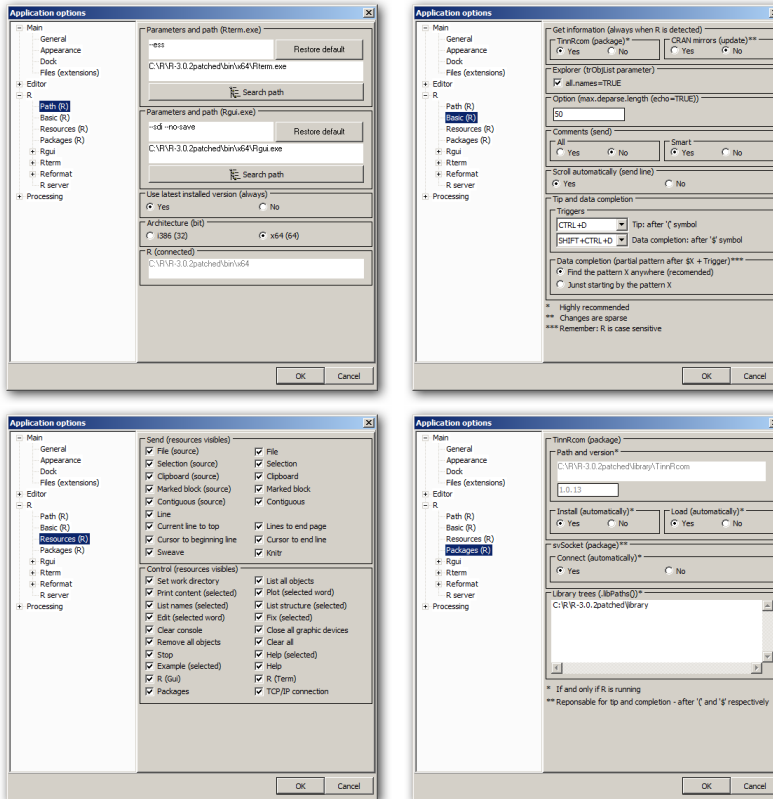 Application options
Main
General
Appearance
Dock
Files (extensions)
Editor
R
Path (R)
Basic (R)
Resources (R)
Packages (R)
Rgui
Rterm
Reformat
R server
Processing
Parameters and path (Rterm.exe)
--ess
Restore default
C:\R\R-3.0.2patched\bin\x64\Rterm.exe
Search path
Parameters and path (Rgui.exe)
--sdi --no-save
Restore default
C:\R\R-3.0.2patched\bin\x64\Rgui.exe
Search path
Use latest installed version (always)
Yes No
Architecture (bit)
i386 (32) x64 (64)
R (connected)
C:\R\R-3.0.2patched\bin\x64
OK Cancel
Application options
Main
General
Appearance
Dock
Files (extensions)
Editor
R
Path (R)
Basic (R)
Resources (R)
Packages (R)
Rgui
Rterm
Reformat
R server
Processing
Get information (always when R is detected)
TinnRcom (package)* CRAN mirrors (update)**
Yes No Yes No
Explorer (trObjList parameter)
all.names=TRUE
Option (max.deparse.length (echo=TRUE))
50
Comments (send)
All Smart
Yes No Yes No
Scroll automatically (send line)
Yes No
Tip and data completion
Triggers
CTRL+D Tip: after '(' symbol
SHIFT+CTRL+D Data completion: after '$' symbol
Data completion (partial pattern after $X + Trigger)***
Find the pattern X anywhere (recomended)
Junst starting by the pattern X
* Highly recommended
** Changes are sparse
*** Remember: R is case sensitive
OK Cancel
Application options
Main
General
Appearance
Dock
Files (extensions)
Editor
R
Path (R)
Basic (R)
Resources (R)
Packages (R)
Rgui
Rterm
Reformat
R server
Processing
Send (resources visibles)
File (source) File
Selection (source) Selection
Clipboard (source) Clipboard
Marked block (source) Marked block
Contiguous (source) Contiguous
Line
Current line to top Lines to end page
Cursor to beginning line Cursor to end line
Sweave Knitr
Control (resources visibles)
Set work directory List all objects
Print content (selected) Plot (selected word)
List names (selected) List structure (selected)
Edit (selected word) Fix (selected)
Clear console Close all graphic devices
Remove all objects Clear all
Stop Help (selected)
Example (selected) Help
R (Gui) R (Term)
Packages TCP/IP connection
OK Cancel
Application options
Main
General
Appearance
Dock
Files (extensions)
Editor
R
Path (R)
Basic (R)
Resources (R)
Packages (R)
Rgui
Rterm
Reformat
R server
Processing
TinnRcom (package)
Path and version*
C:\R\R-3.0.2patched\library\TinnRcom
1.0.13
Install (automatically)* Load (automatically)*
Yes No Yes No
svSocket (package)**
Connect (automatically)*
Yes No
Library trees (.libPaths())*
C:\R\R-3.0.2patched\library
* If and only if R is running
** Reponsable for tip and completion - after '(' and '$' respectively
OK Cancel